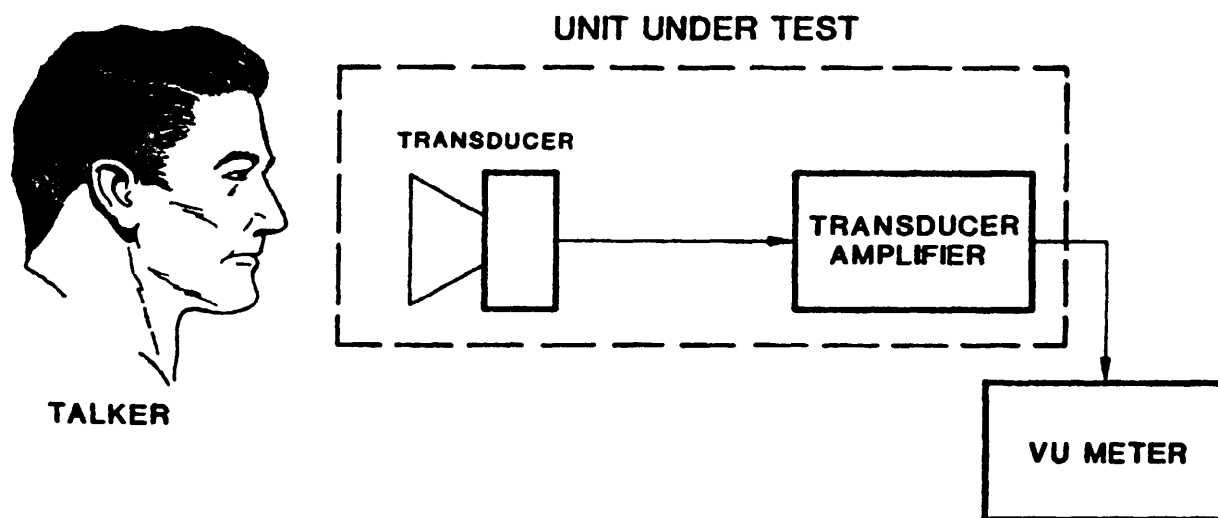 UNIT UNDER TEST
TRANSDUCER
TRANSDUCER
AMPLIFIER
TALKER
VU METER